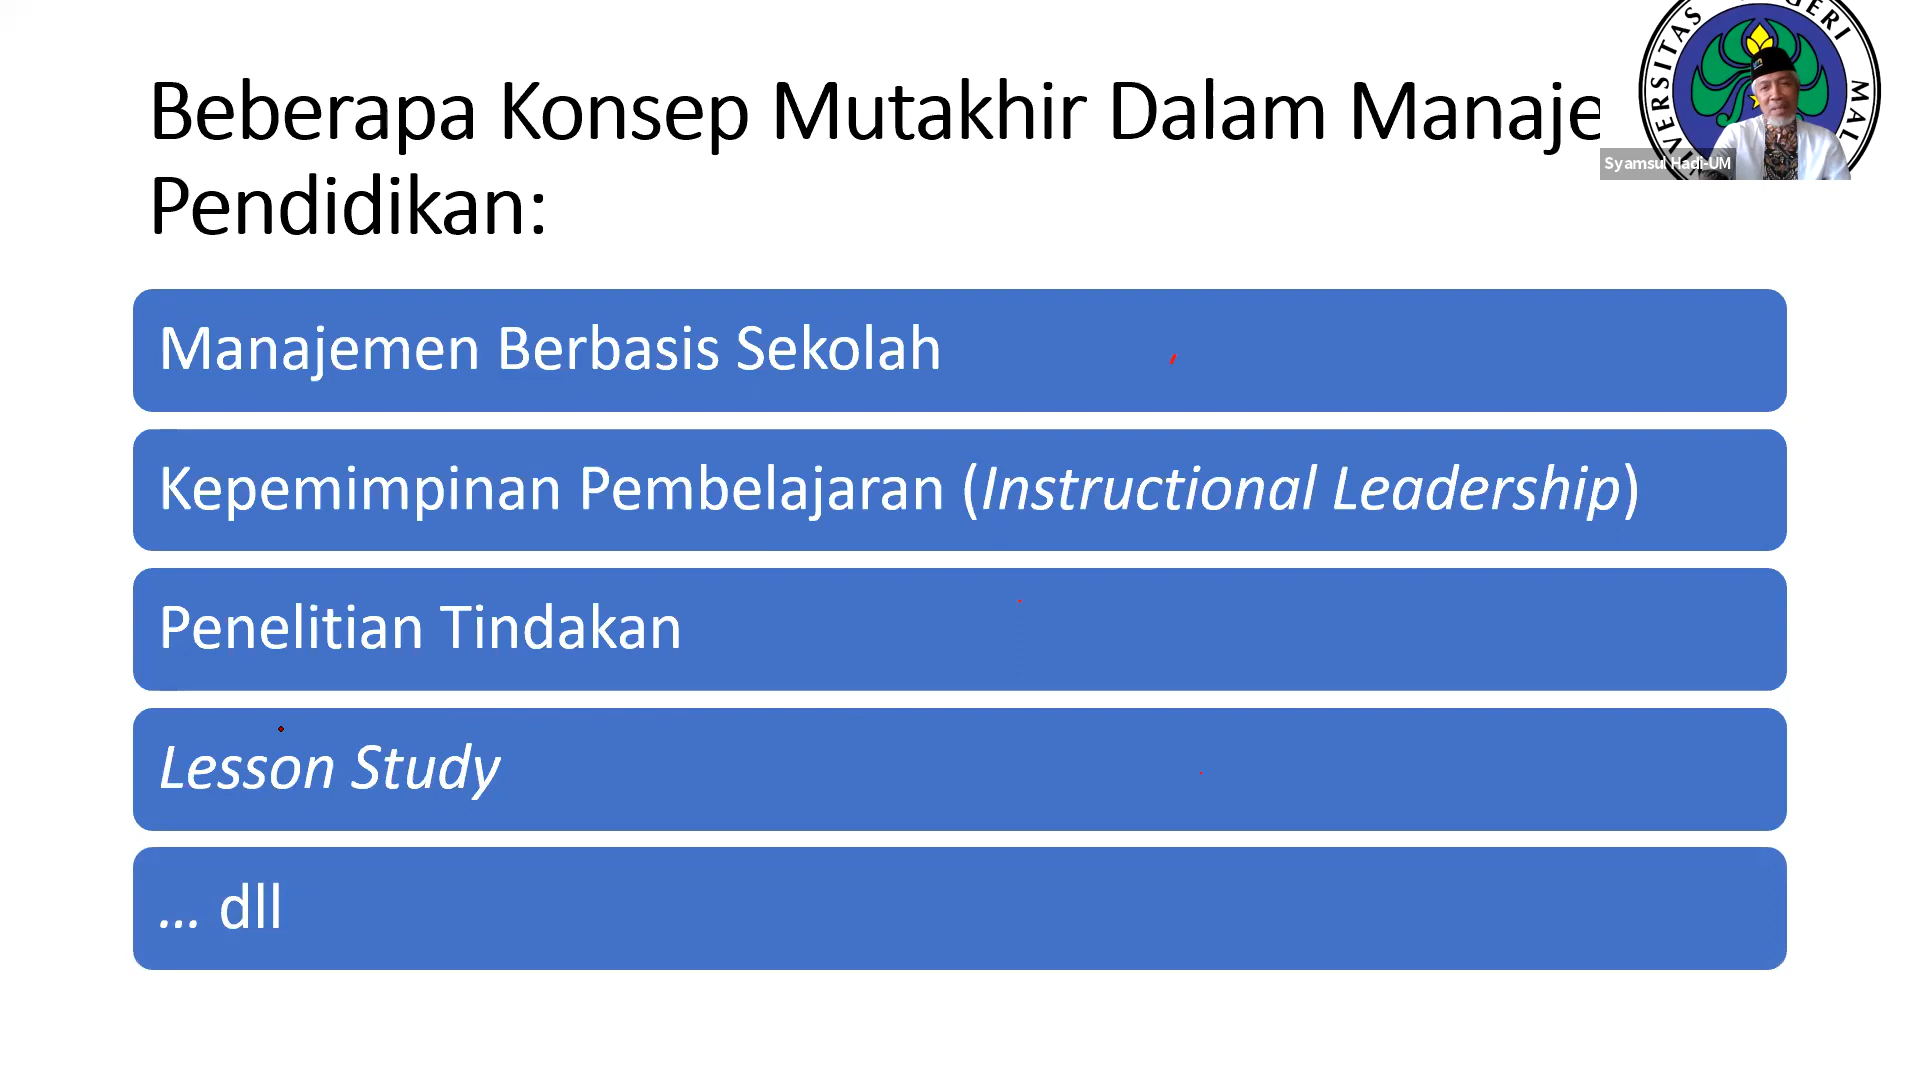 Beberapa Konsep Mutakhir Dalam Manaje
Pendidikan:
Syamsul Hadi-UM
Manajemen Berbasis Sekolah
Kepemimpinan Pembelajaran (Instructional Leadership)
Penelitian Tindakan
Lesson Study
... dll